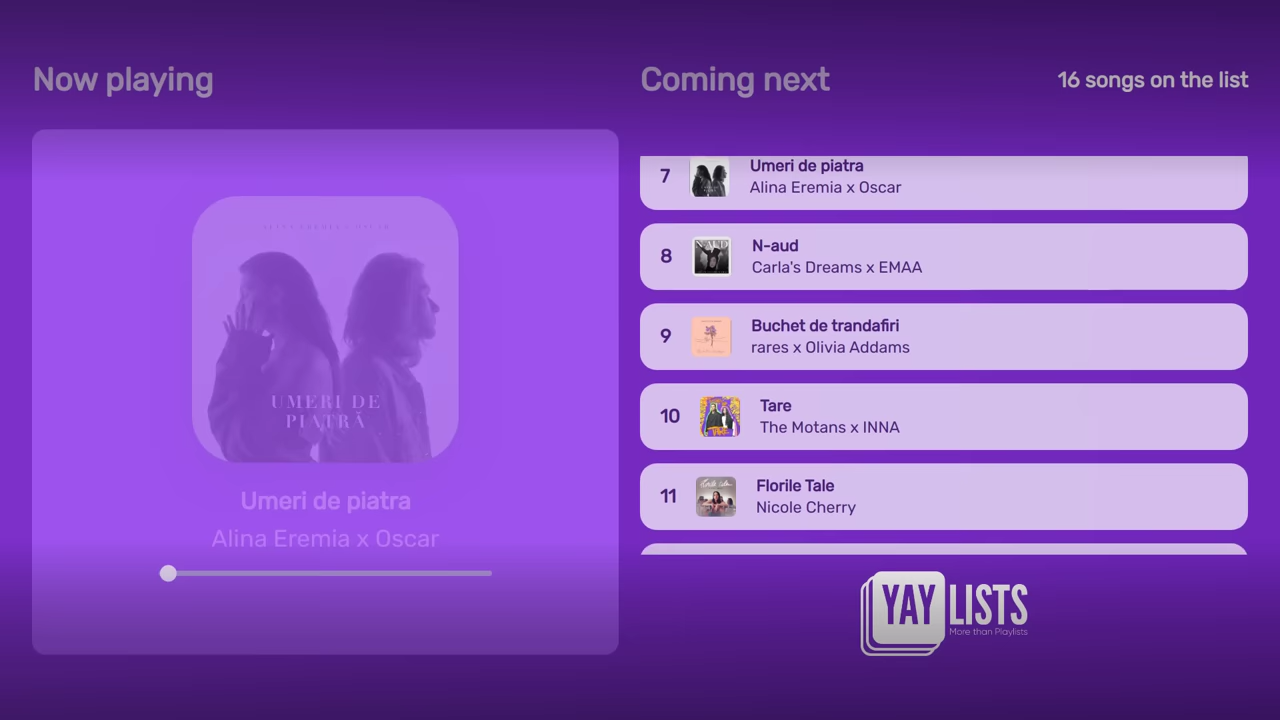 Now playing
UMERI DE
PIATRĂ
Umeri de piatra
Alina Eremia x Oscar
Coming next
16 songs on the list
7
Umeri de piatra
Alina Eremia x Oscar
8
N-aud
Carla's Dreams x EMAA
9
Buchet de trandafiri
rares x Olivia Addams
10
Tare
The Motans x INNA
11
Florile Tale
Nicole Cherry
YAY LISTS
More than Playlists